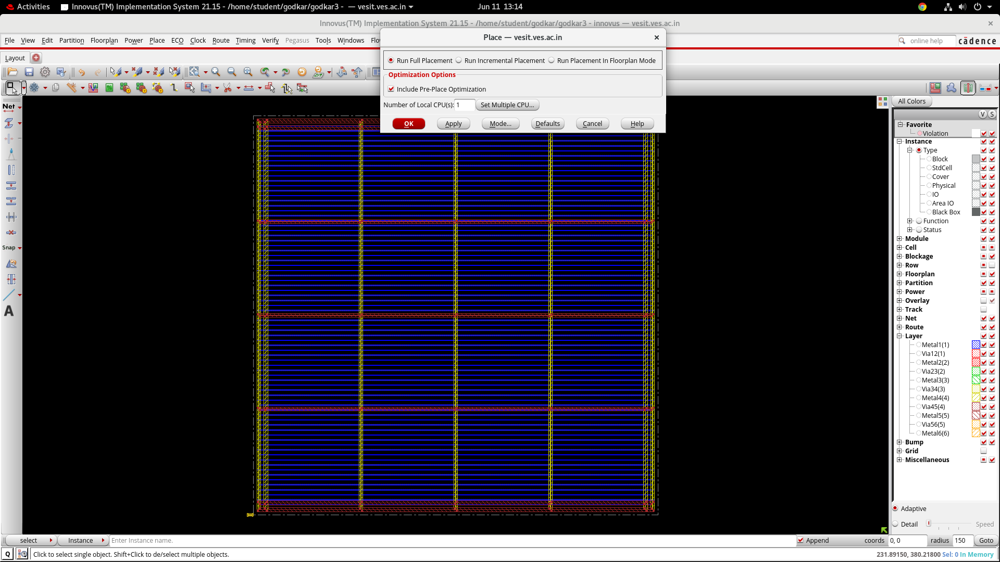 Activities Innovus(TM) Implementation System 21.15 - /home/student/godkar/godkar3 - — vesit.ves.ac.in Jun 11 13:14
Innovus(TM) Implementation System 21.15 - /home/student/godkar/godkar3 - innovus — vesit.ves.ac.in
File View Edit Partition Floorplan Power Place ECO Clock Route Timing Verify Pegasus Tools Windows online help cādence
Place — vesit.ves.ac.in
Layout
Run Full Placement Run Incremental Placement Run Placement In Floorplan Mode
Optimization Options
Include Pre-Place Optimization
Number of Local CPU(s): 1 Set Multiple CPU...
OK Apply Mode... Defaults Cancel Help
Net
Snap
A
All Colors
V S
Favorite
Violation
Instance
Type
Block
StdCell
Cover
Physical
IO
Area IO
Black Box
Function
Status
Module
Cell
Blockage
Row
Floorplan
Partition
Power
Overlay
Track
Net
Route
Layer
Metal1(1)
Via12(1)
Metal2(2)
Via23(2)
Metal3(3)
Via34(3)
Metal4(4)
Via45(4)
Metal5(5)
Via56(5)
Metal6(6)
Bump
Grid
Miscellaneous
Adaptive
Detail Speed
select Instance Enter Instance name. Append coords 0, 0 radius 150 Goto
Q Click to select single object. Shift+Click to de/select multiple objects. 231.89150, 380.21800 Sel: 0 In Memory